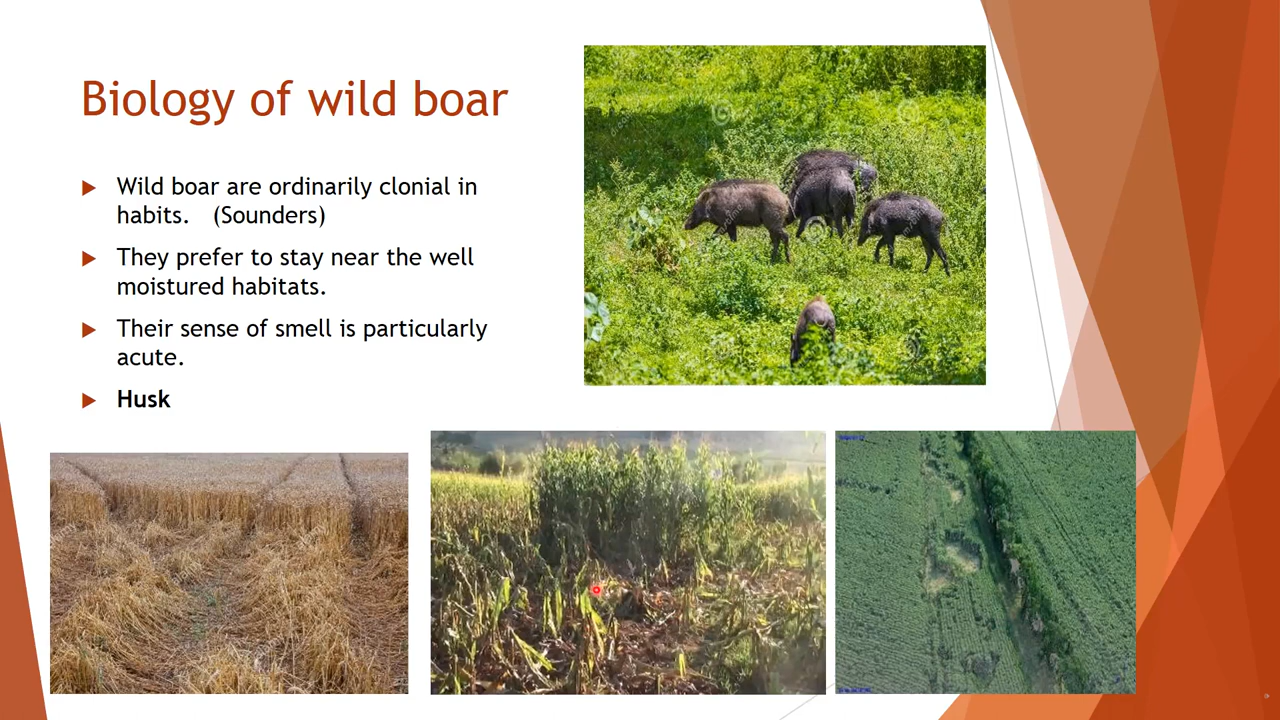 Biology of wild boar
Wild boar are ordinarily clonial in
habits. (Sounders)
They prefer to stay near the well
moistured habitats.
Their sense of smell is particularly
acute.
Husk